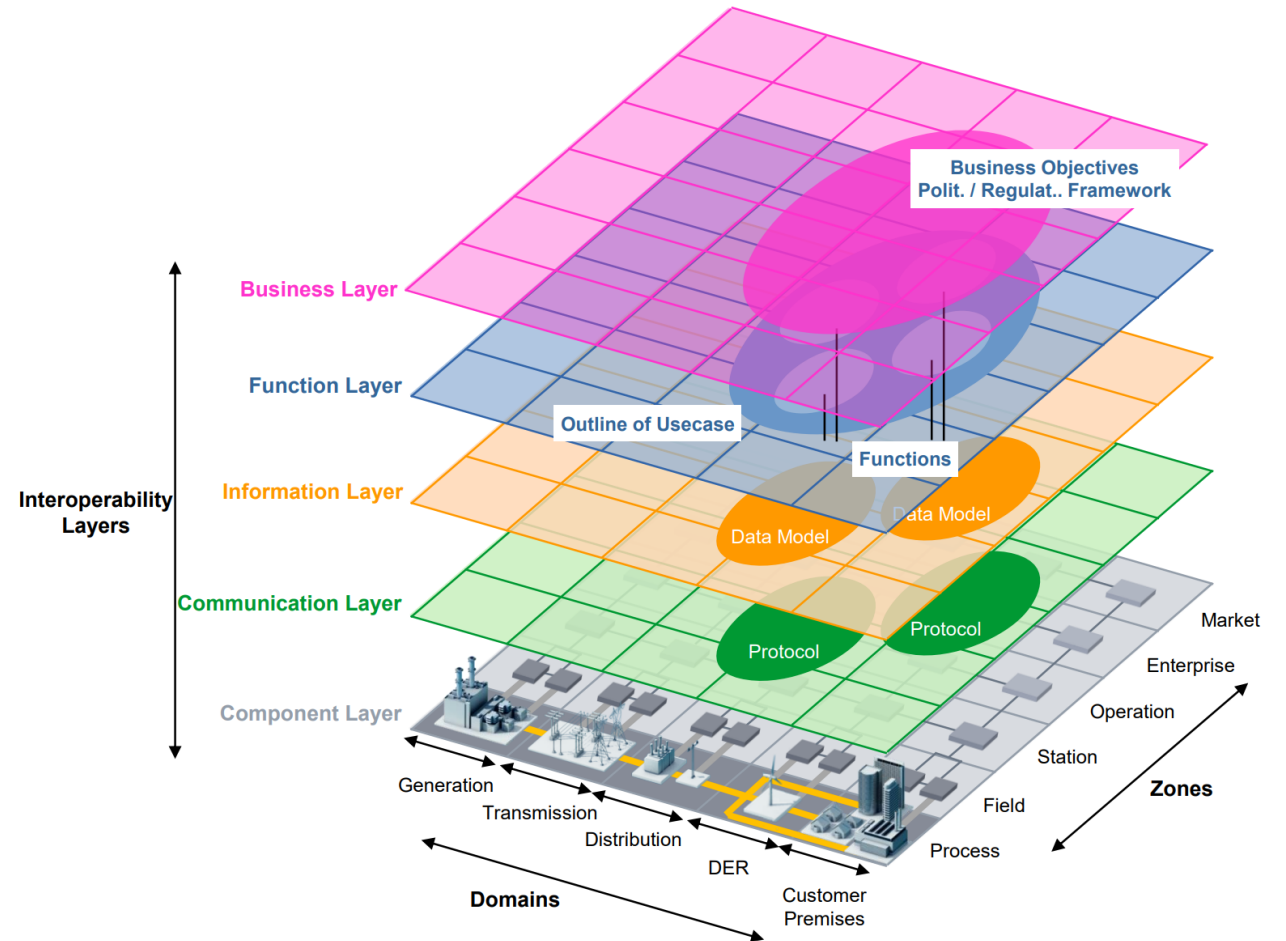 Business Objectives
Polit. / Regulat.. Framework
Business Layer
Function Layer
Outline of Usecase
Functions
Information Layer
Interoperability
Layers
Data Model
Data Model
Communication Layer
Protocol
Protocol
Component Layer
Market
Enterprise
Operation
Station
Field
Process
Zones
Generation
Transmission
Distribution
DER
Customer
Premises
Domains